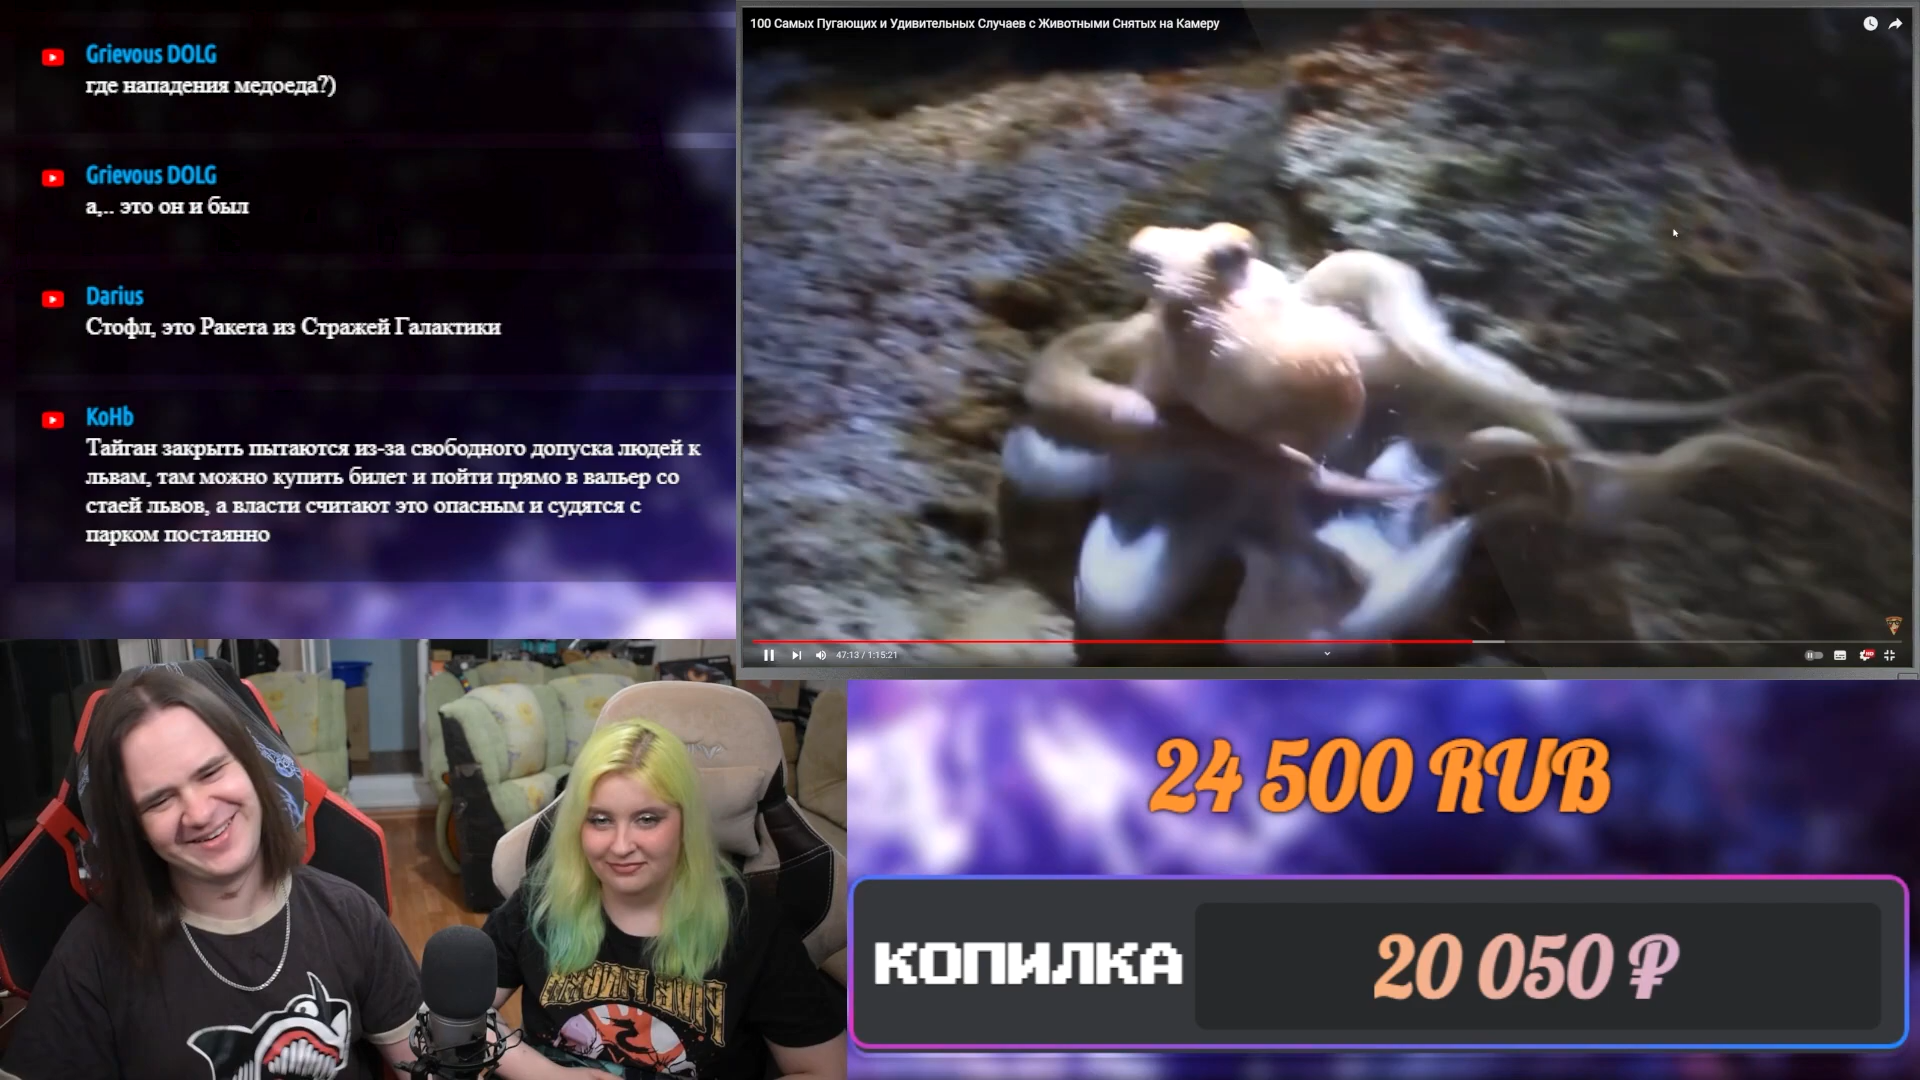 Grievous DOLG
где нападения медоеда?)
Grievous DOLG
а,.. это он и был
Darius
Стофл, это Ракета из Стражей Галактики
KoHb
Тайган закрыть пытаются из-за свободного допуска людей к
львам, там можно купить билет и пойти прямо в вальер со
стаей львов, а власти считают это опасным и судятся с
парком постаянно
100 Самых Пугающих и Удивительных Случаев с Животными Снятых на Камеру
47:13 / 1:15:21
HD
24 500 RUB
КОПИЛКА
20 050 ₽